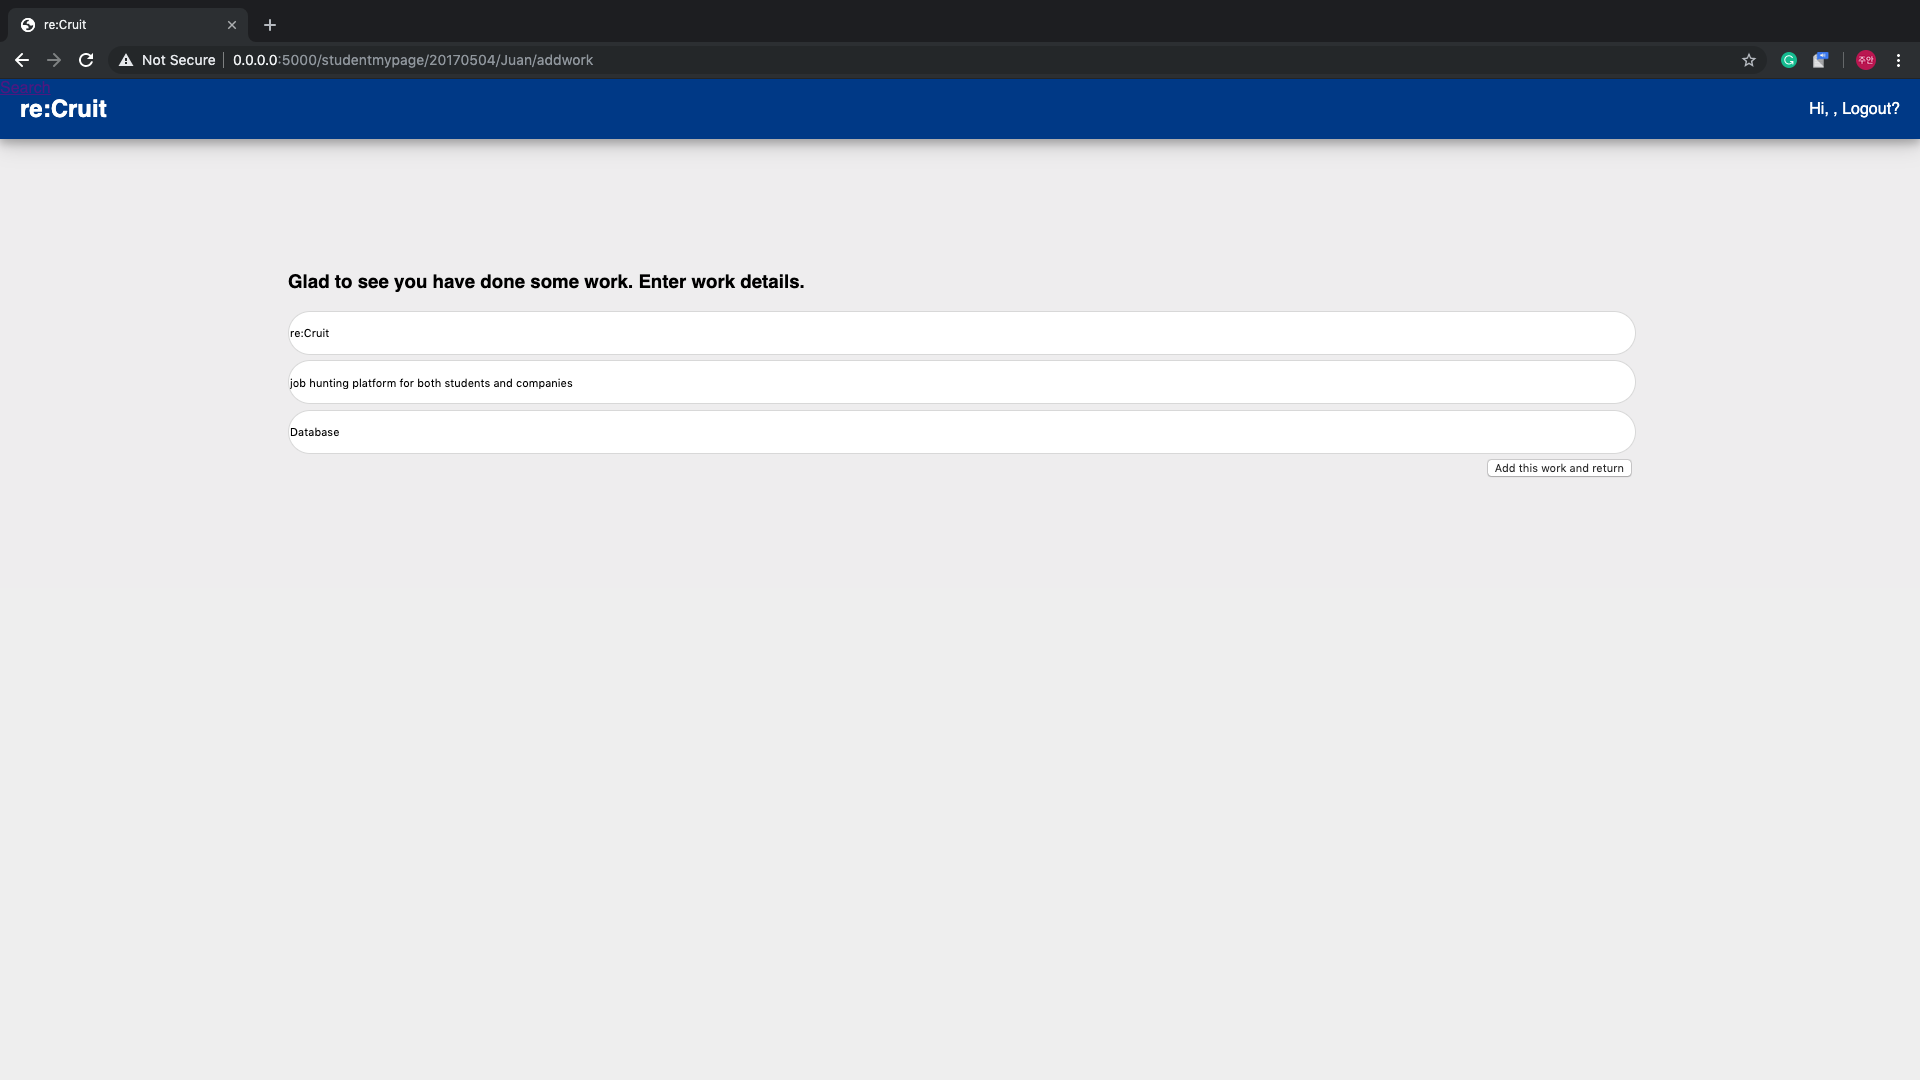 re:Cruit
Not Secure
0.0.0.0:5000/studentmypage/20170504/Juan/addwork
주안
Search
re:Cruit
Hi, , Logout?
Glad to see you have done some work. Enter work details.
re:Cruit
job hunting platform for both students and companies
Database
Add this work and return